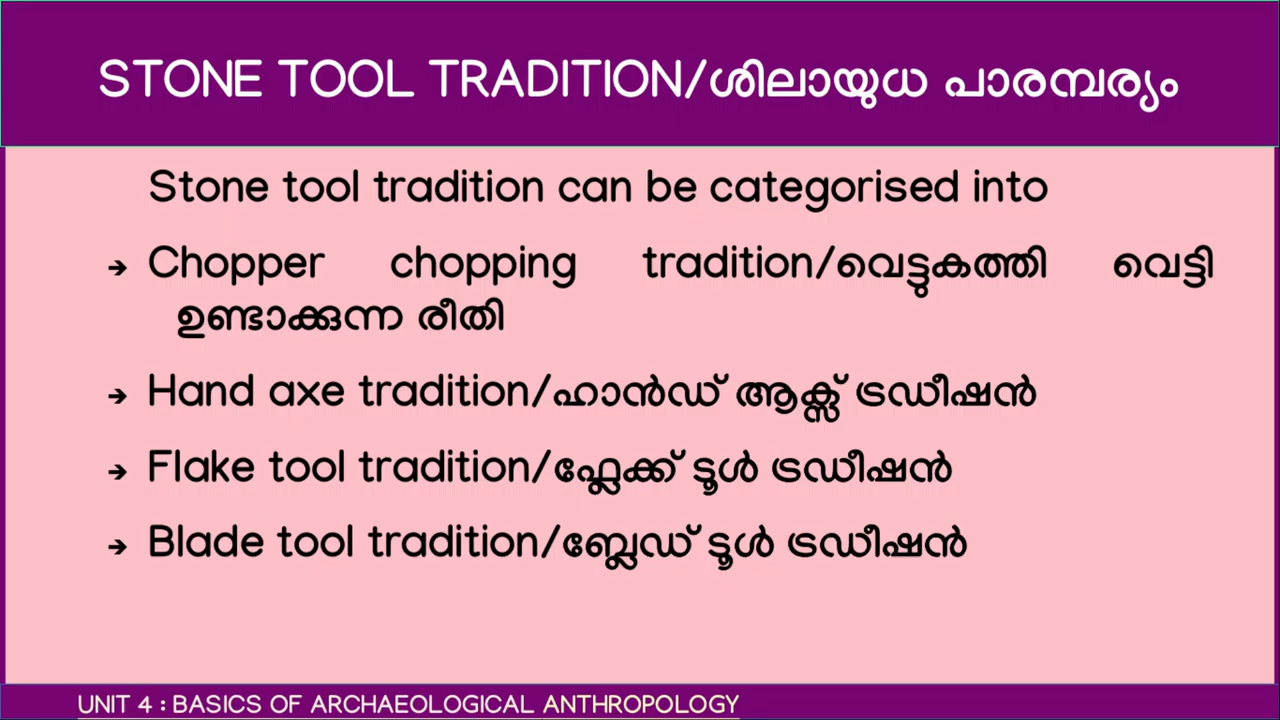 STONE TOOL TRADITION/ശിലായുധ പാരമ്പര്യം
Stone tool tradition can be categorised into
→ Chopper chopping tradition/വെട്ടുകത്തി വെട്ടി
ഉണ്ടാക്കുന്ന രീതി
→ Hand axe tradition/ഹാൻഡ് ആക്സ് ട്രഡീഷൻ
→ Flake tool tradition/ഫ്ലേക്ക് ടൂൾ ട്രഡീഷൻ
→ Blade tool tradition/ബ്ലേഡ് ടൂൾ ട്രഡീഷൻ
UNIT 4 : BASICS OF ARCHAEOLOGICAL ANTHROPOLOGY